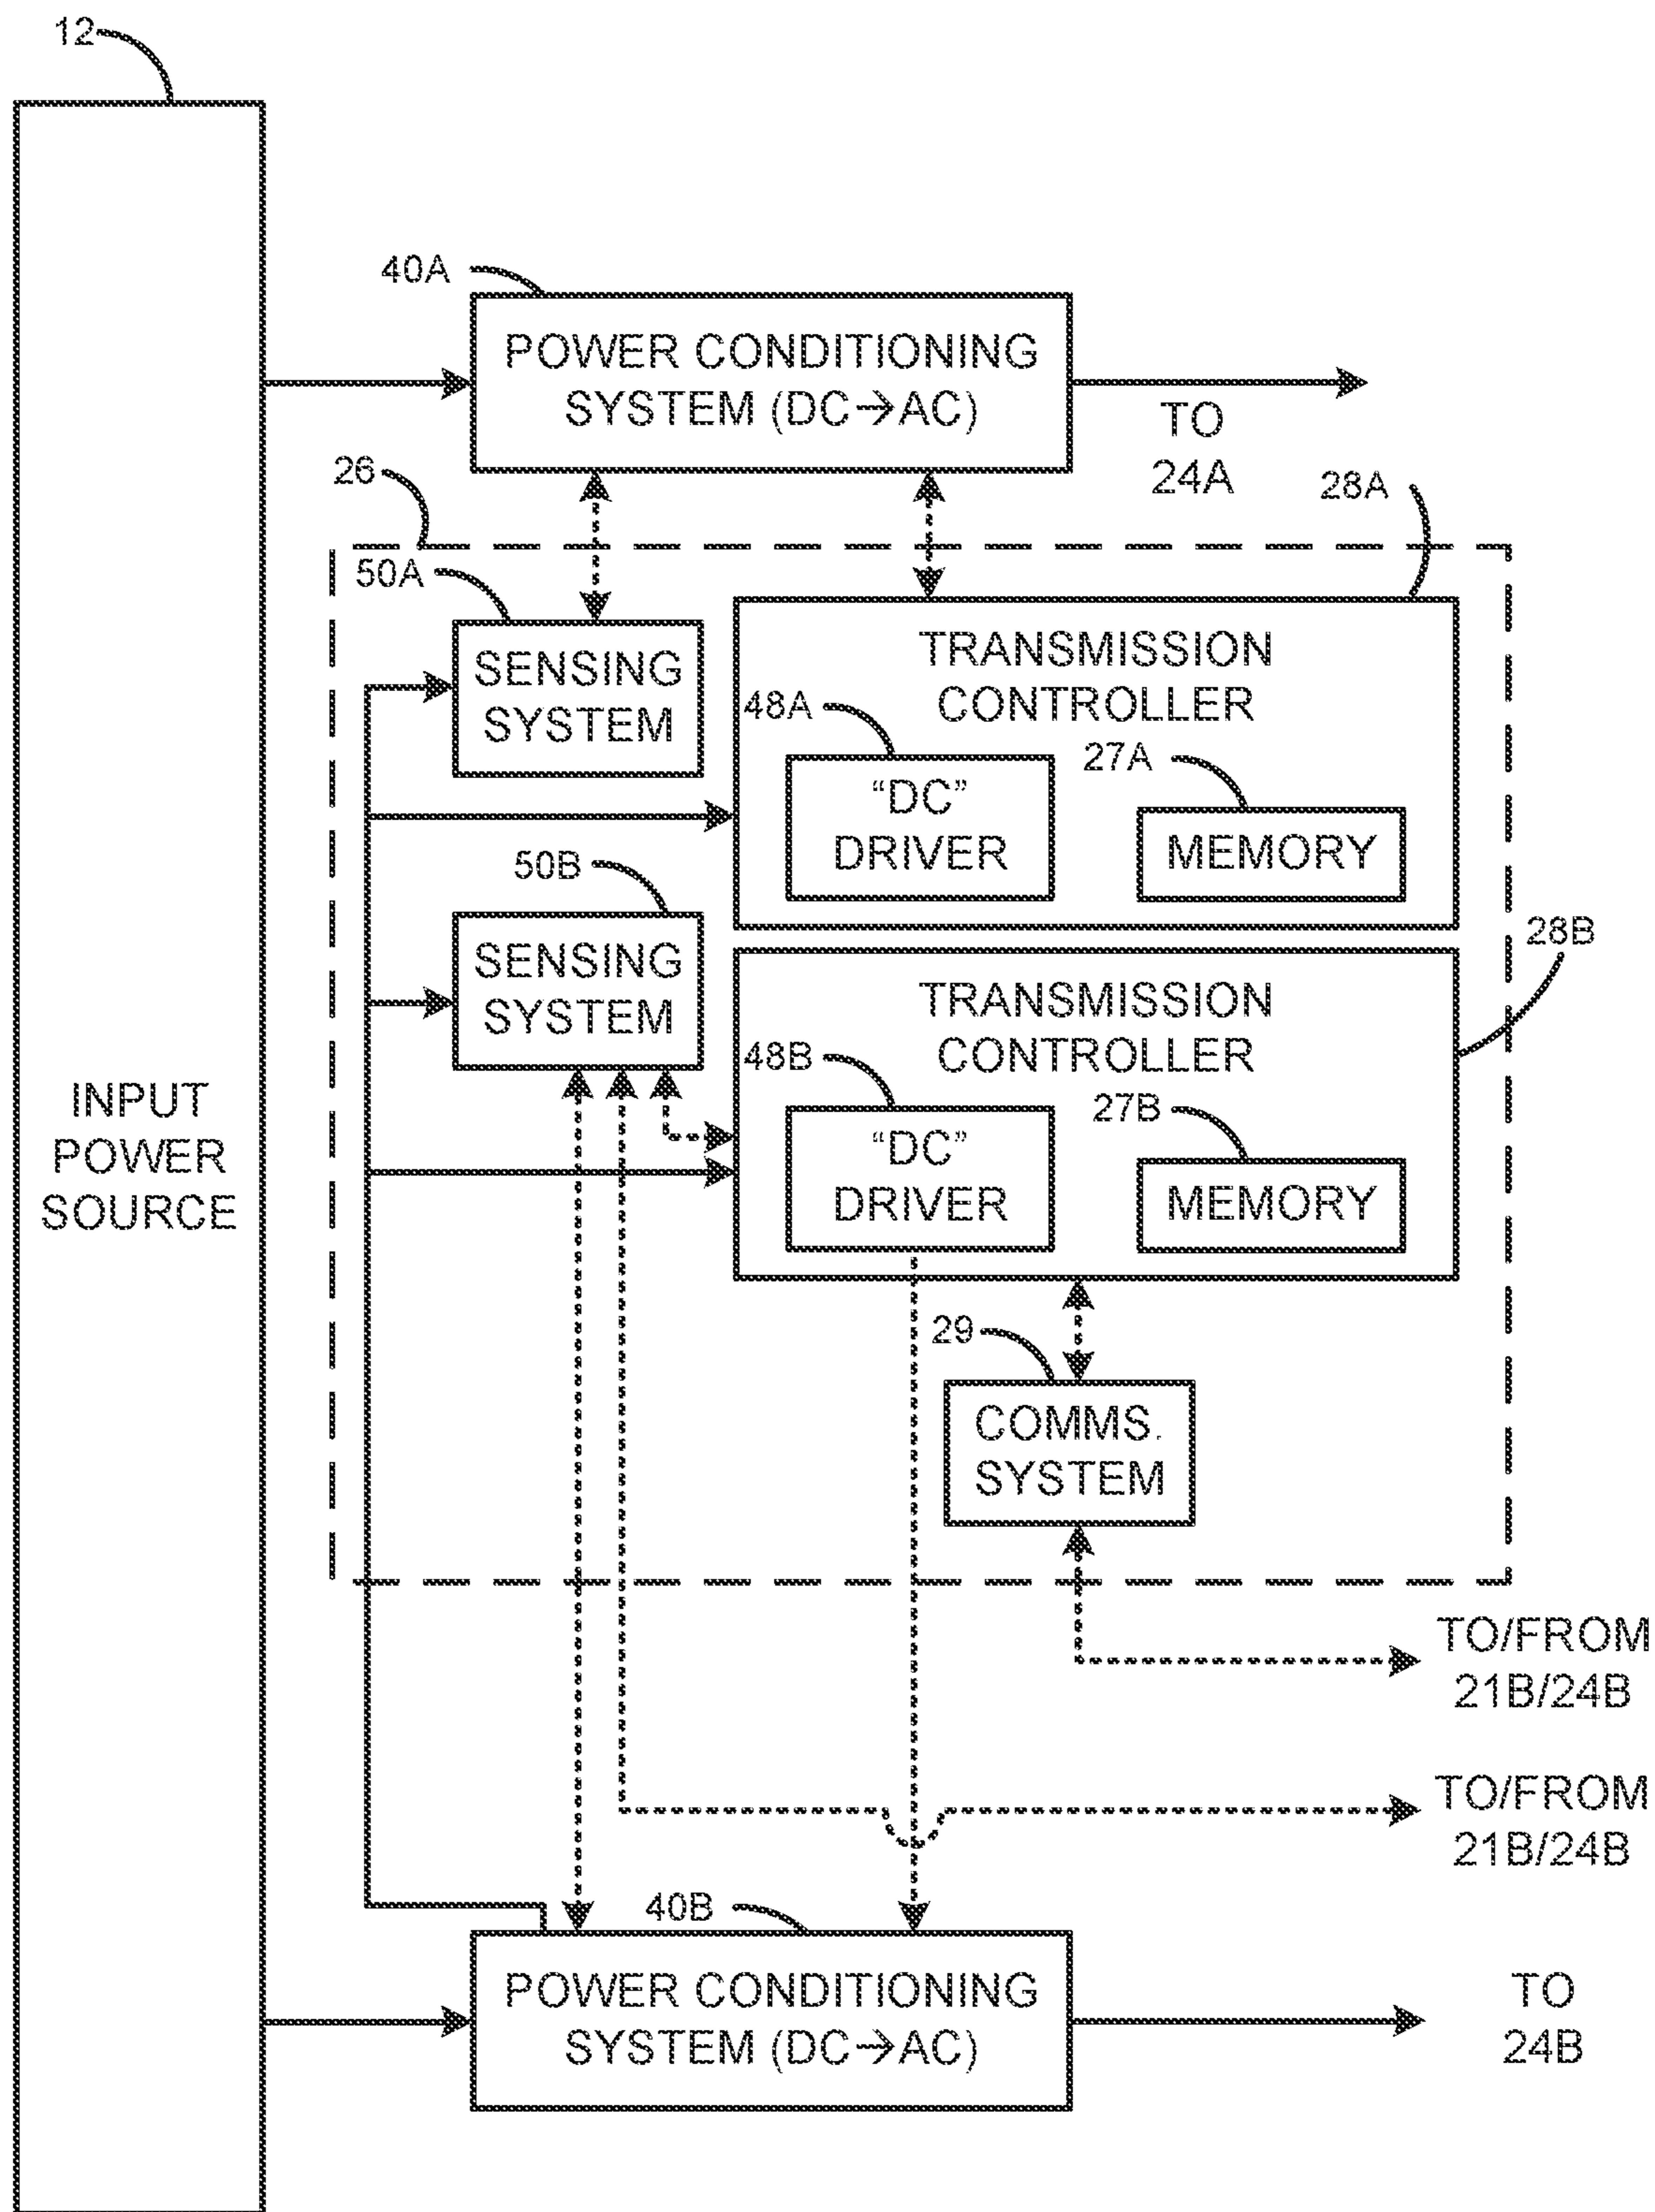 12
40A
POWER CONDITIONING
SYSTEM (DC→AC)
TO
24A
26
28A
50A
SENSING
SYSTEM
TRANSMISSION
CONTROLLER
48A
27A
“DC”
DRIVER
MEMORY
50B
SENSING
SYSTEM
28B
TRANSMISSION
CONTROLLER
48B
27B
“DC”
DRIVER
MEMORY
INPUT
POWER
SOURCE
29
COMMS.
SYSTEM
TO/FROM
21B/24B
TO/FROM
21B/24B
40B
POWER CONDITIONING
SYSTEM (DC→AC)
TO
24B